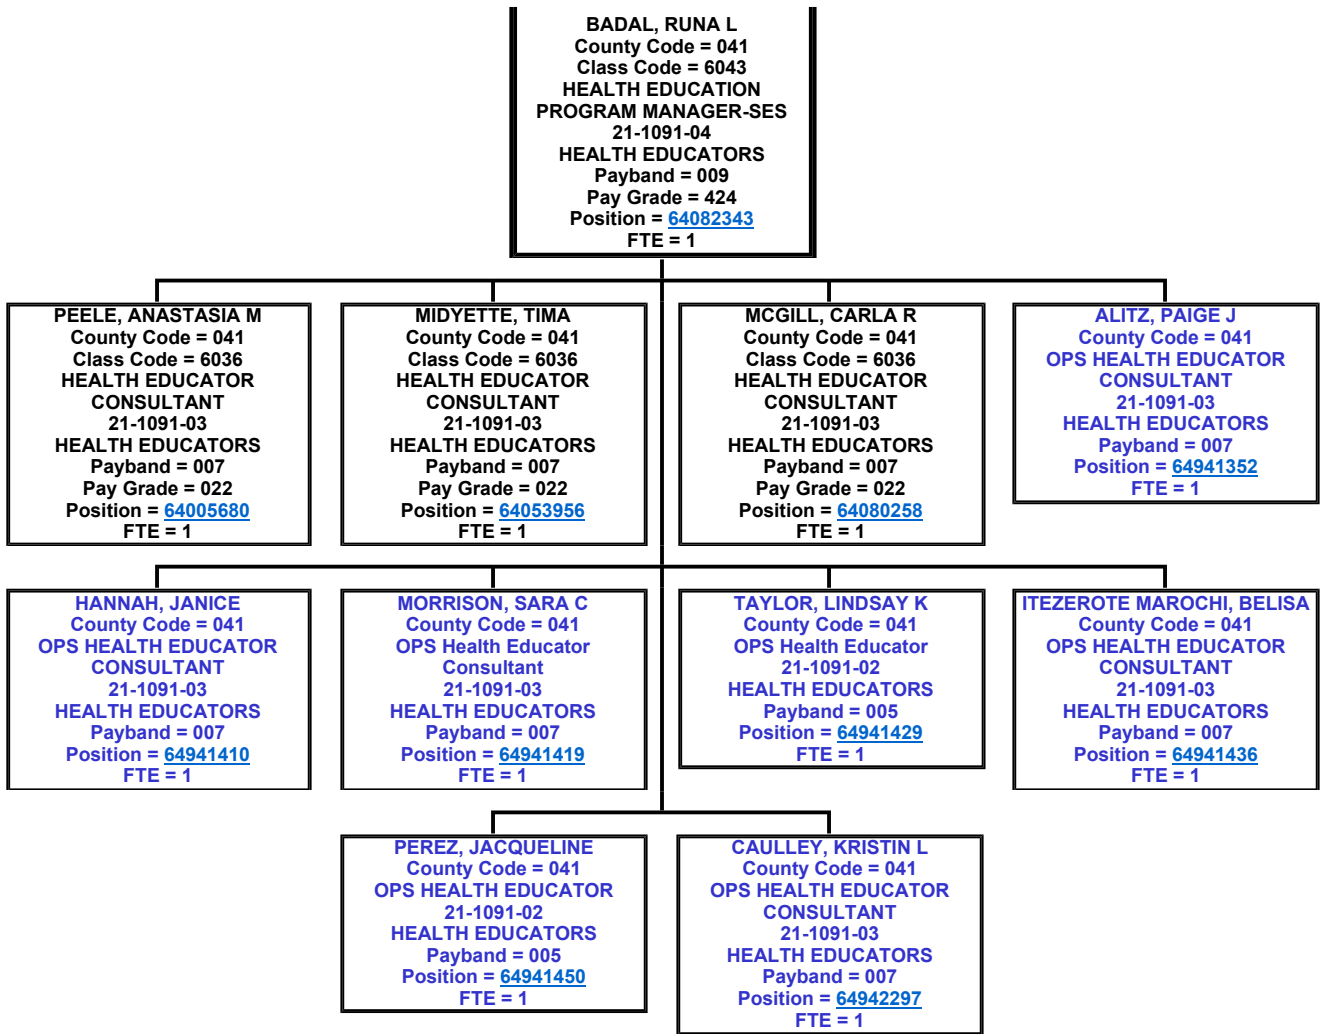 BADAL, RUNA L
County Code = 041
Class Code = 6043
HEALTH EDUCATION
PROGRAM MANAGER-SES
21-1091-04
HEALTH EDUCATORS
Payband = 009
Pay Grade = 424
Position = 64082343
FTE = 1
PEELE, ANASTASIA M
County Code = 041
Class Code = 6036
HEALTH EDUCATOR
CONSULTANT
21-1091-03
HEALTH EDUCATORS
Payband = 007
Pay Grade = 022
Position = 64005680
FTE = 1
MIDYETTE, TIMA
County Code = 041
Class Code = 6036
HEALTH EDUCATOR
CONSULTANT
21-1091-03
HEALTH EDUCATORS
Payband = 007
Pay Grade = 022
Position = 64053956
FTE = 1
MCGILL, CARLA R
County Code = 041
Class Code = 6036
HEALTH EDUCATOR
CONSULTANT
21-1091-03
HEALTH EDUCATORS
Payband = 007
Pay Grade = 022
Position = 64080258
FTE = 1
ALITZ, PAIGE J
County Code = 041
OPS HEALTH EDUCATOR
CONSULTANT
21-1091-03
HEALTH EDUCATORS
Payband = 007
Position = 64941352
FTE = 1
HANNAH, JANICE
County Code = 041
OPS HEALTH EDUCATOR
CONSULTANT
21-1091-03
HEALTH EDUCATORS
Payband = 007
Position = 64941410
FTE = 1
MORRISON, SARA C
County Code = 041
OPS Health Educator
Consultant
21-1091-03
HEALTH EDUCATORS
Payband = 007
Position = 64941419
FTE = 1
TAYLOR, LINDSAY K
County Code = 041
OPS Health Educator
21-1091-02
HEALTH EDUCATORS
Payband = 005
Position = 64941429
FTE = 1
ITEZEROTE MAROCHI, BELISA
County Code = 041
OPS HEALTH EDUCATOR
CONSULTANT
21-1091-03
HEALTH EDUCATORS
Payband = 007
Position = 64941436
FTE = 1
PEREZ, JACQUELINE
County Code = 041
OPS HEALTH EDUCATOR
21-1091-02
HEALTH EDUCATORS
Payband = 005
Position = 64941450
FTE = 1
CAULLEY, KRISTIN L
County Code = 041
OPS HEALTH EDUCATOR
CONSULTANT
21-1091-03
HEALTH EDUCATORS
Payband = 007
Position = 64942297
FTE = 1